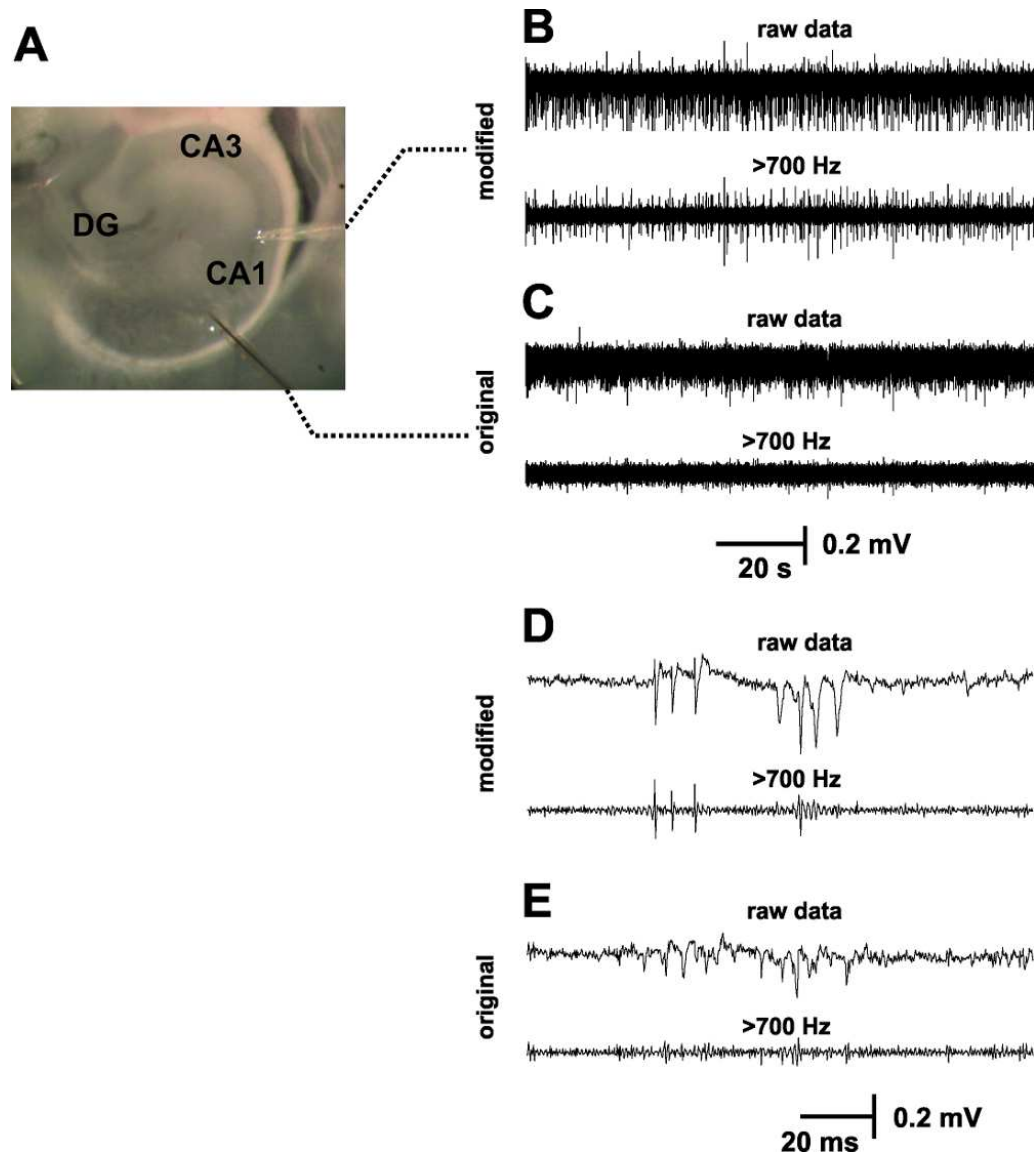 A
CA3
DG
CA1
modified
original
B
raw data
>700 Hz
C
raw data
>700 Hz
20 s
0.2 mV
D
modified
raw data
>700 Hz
E
original
raw data
>700 Hz
20 ms
0.2 mV